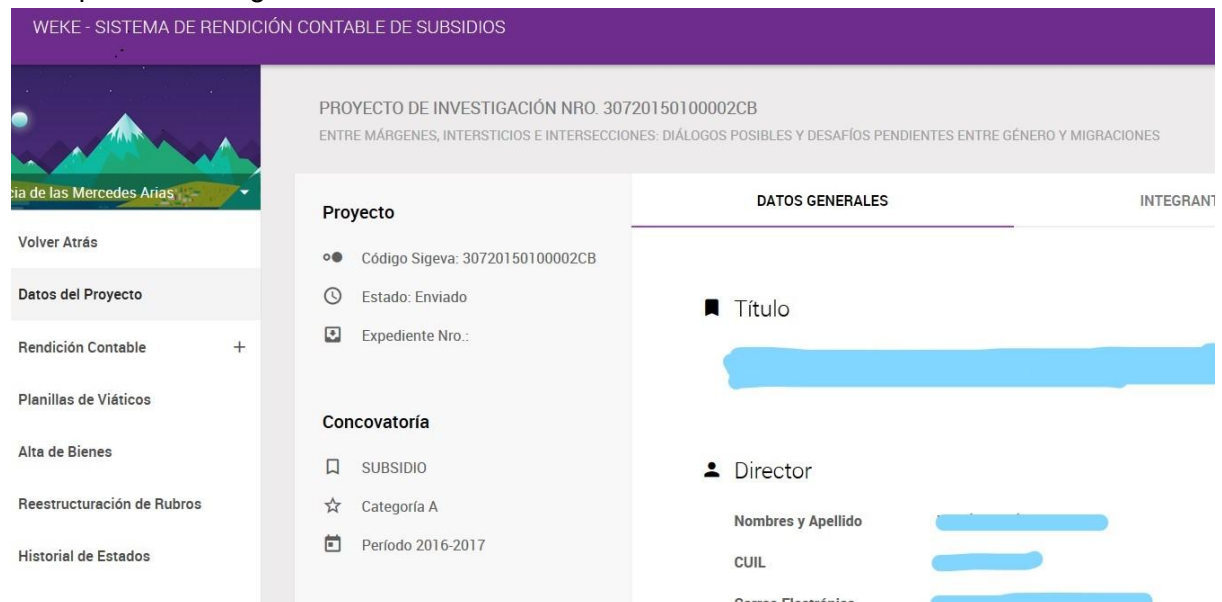 WEKE - SISTEMA DE RENDICIÓN CONTABLE DE SUBSIDIOS
PROYECTO DE INVESTIGACIÓN NRO. 30720150100002CB
ENTRE MÁRGENES, INTERSTICIOS E INTERSECCIONES: DIÁLOGOS POSIBLES Y DESAFÍOS PENDIENTES ENTRE GÉNERO Y MIGRACIONES
cia de las Mercedes Arias
Volver Atrás
Datos del Proyecto
Rendición Contable +
Planillas de Viáticos
Alta de Bienes
Reestructuración de Rubros
Historial de Estados
Proyecto
Código Sigeva: 30720150100002CB
Estado: Enviado
Expediente Nro.:
Concovatoría
SUBSIDIO
Categoría A
Período 2016-2017
DATOS GENERALES
INTEGRANT
Título
Director
Nombres y Apellido
CUIL
Correo Electrónico